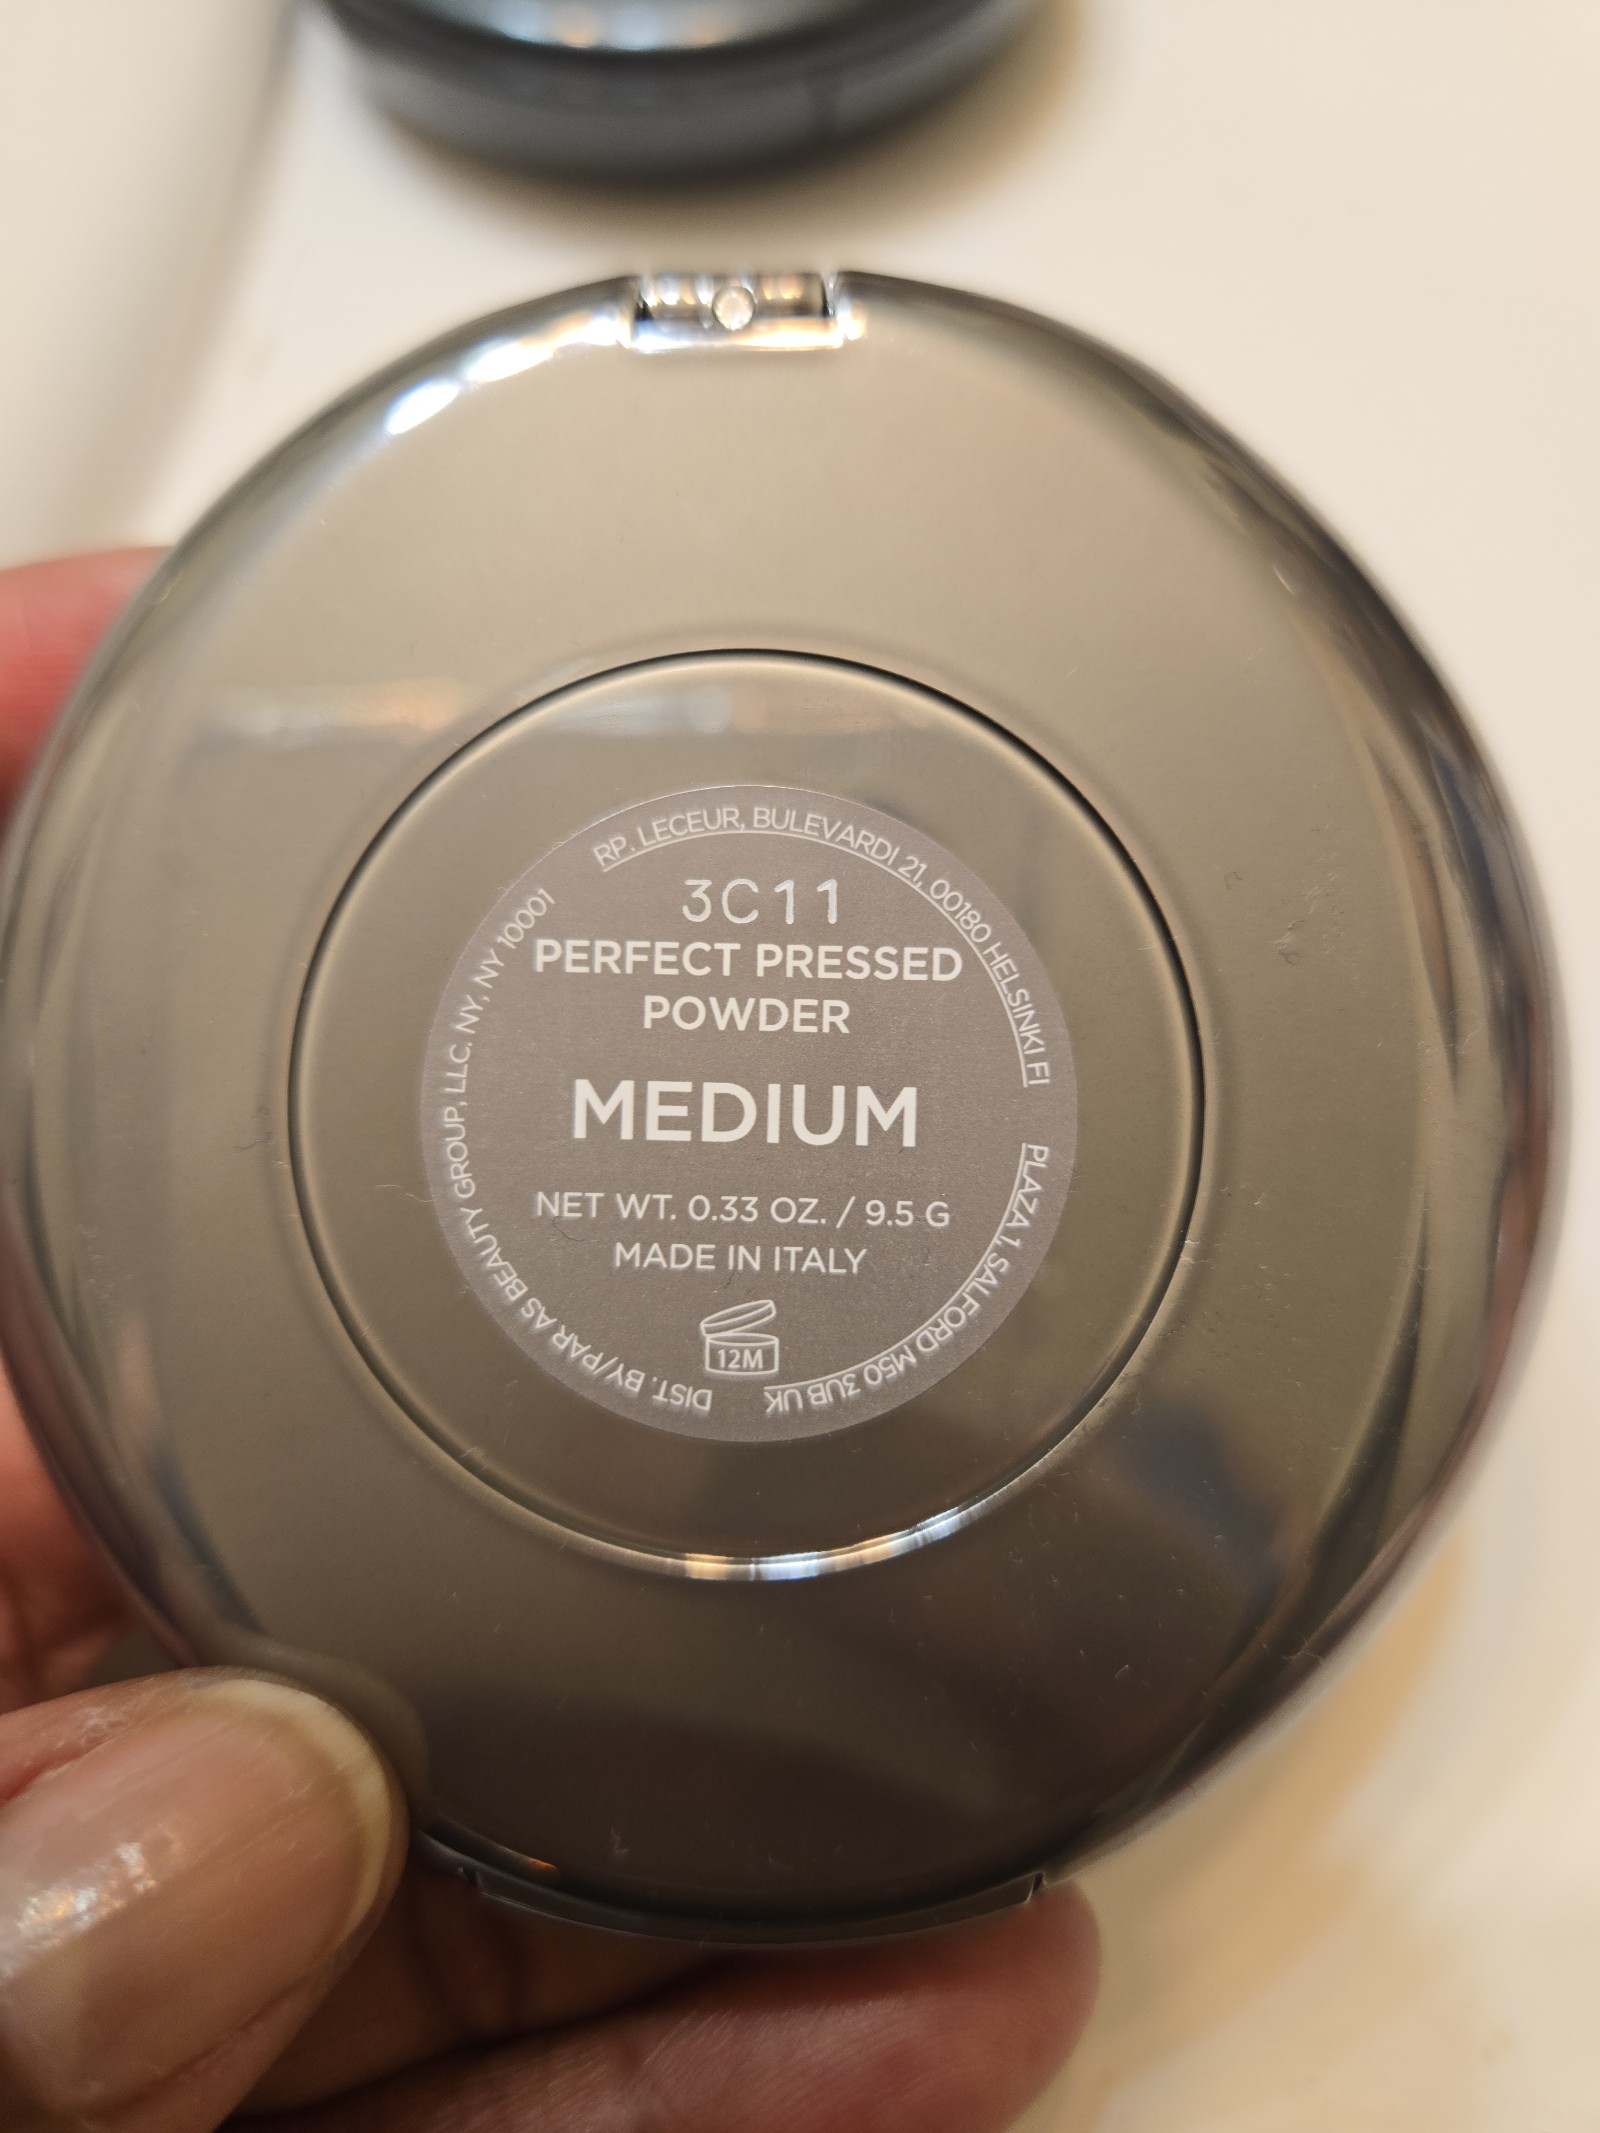 3C11
PERFECT PRESSED
POWDER
MEDIUM
NET WT. 0.33 OZ. / 9.5 G
MADE IN ITALY
12M
DIST. BY/PAR AS BEAUTY GROUP, LLC. NY, NY 10001
RP. LECEUR, BULEVARDI 21, 00180 HELSINKI FI
PLAZA 1, SALFORD M50 3UB UK